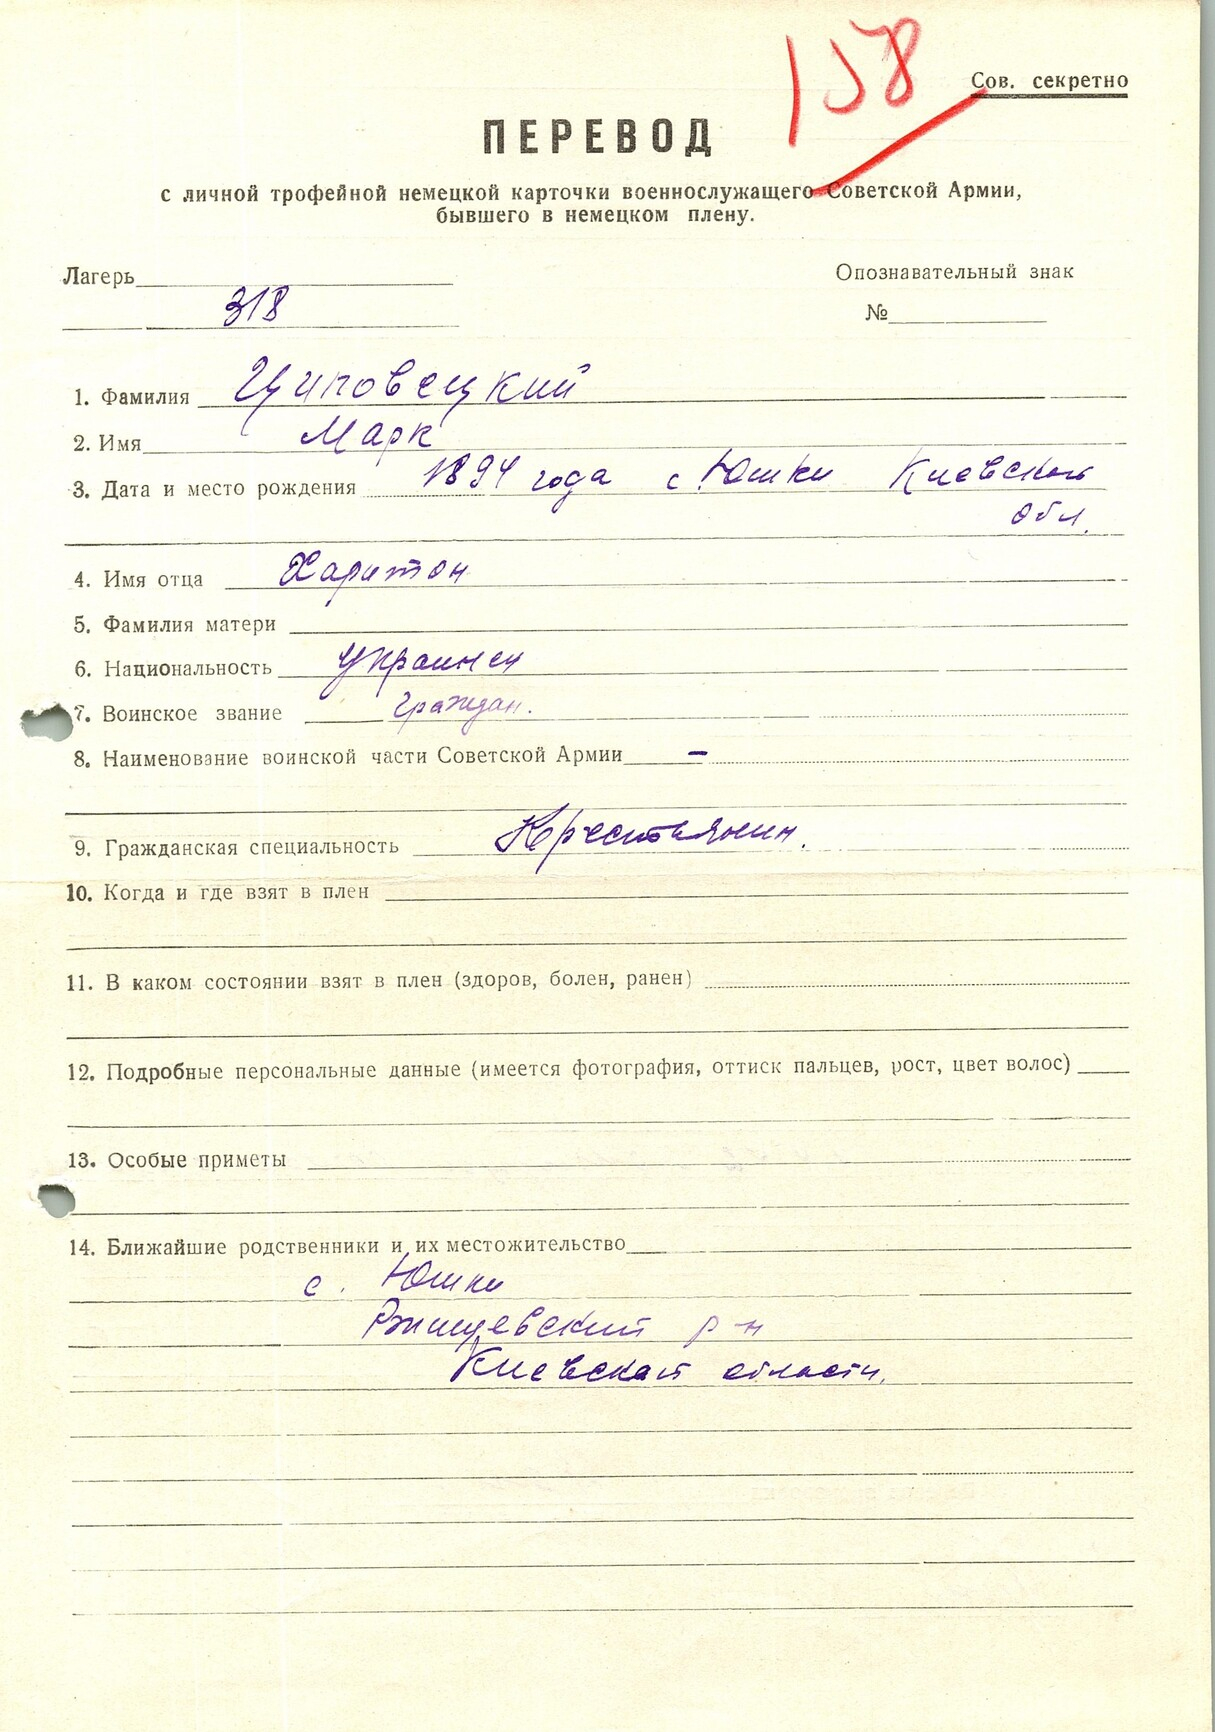 158
Сов. секретно
ПЕРЕВОД
с личной трофейной немецкой карточки военнослужащего Советской Армии,
бывшего в немецком плену.
Лагерь
Опознавательный знак
318
№
1. Фамилия Циповецкий
2. Имя Марк
3. Дата и место рождения 1894 года с. Юшки Киевской
обл.
4. Имя отца Харитон
5. Фамилия матери
6. Национальность Украинец
7. Воинское звание Граждан.
8. Наименование воинской части Советской Армии —
9. Гражданская специальность Крестьянин.
10. Когда и где взят в плен
11. В каком состоянии взят в плен (здоров, болен, ранен)
12. Подробные персональные данные (имеется фотография, оттиск пальцев, рост, цвет волос)
13. Особые приметы
14. Ближайшие родственники и их местожительство
с. Юшки
Ржищевский р-н
Киевская области.